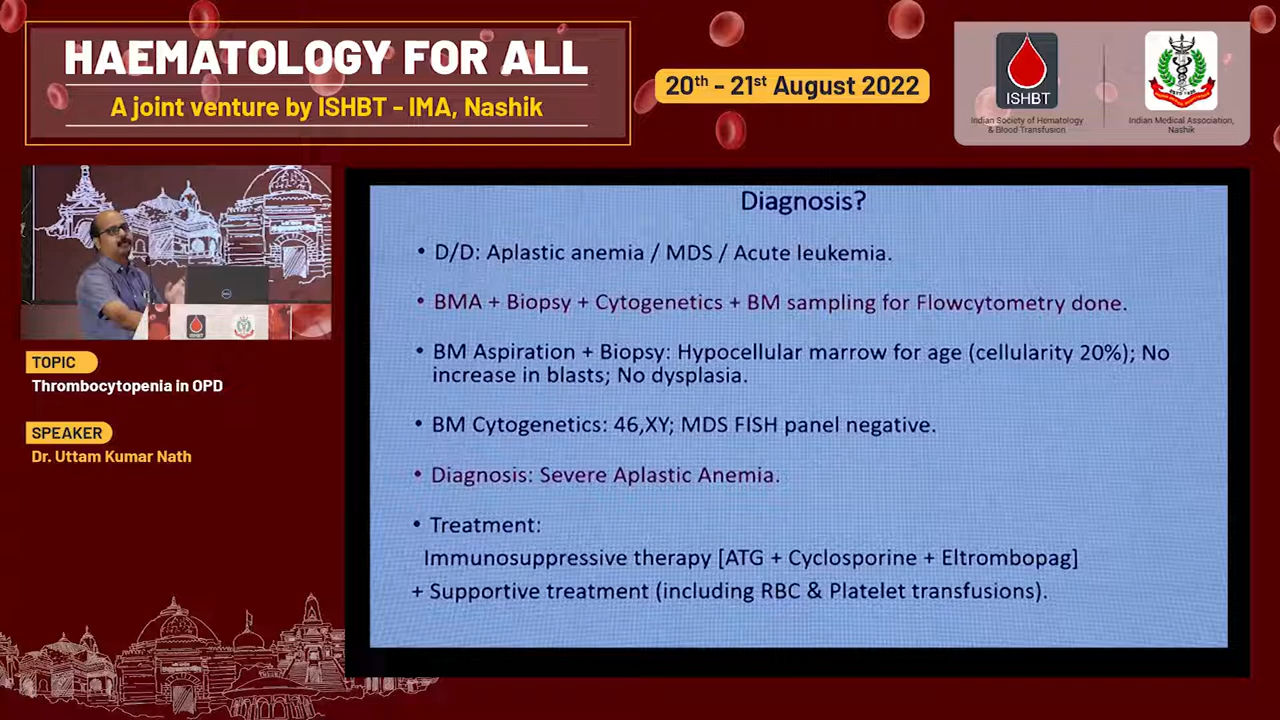 HAEMATOLOGY FOR ALL
A joint venture by ISHBT - IMA, Nashik
20th - 21st August 2022
ISHBT
Indian Society of Hematology
& Blood Transfusion
Indian Medical Association,
Nashik
TOPIC
Thrombocytopenia in OPD
SPEAKER
Dr. Uttam Kumar Nath
Diagnosis?
• D/D: Aplastic anemia / MDS / Acute leukemia.
• BMA + Biopsy + Cytogenetics + BM sampling for Flowcytometry done.
• BM Aspiration + Biopsy: Hypocellular marrow for age (cellularity 20%); No
increase in blasts; No dysplasia.
• BM Cytogenetics: 46,XY; MDS FISH panel negative.
• Diagnosis: Severe Aplastic Anemia.
• Treatment:
Immunosuppressive therapy [ATG + Cyclosporine + Eltrombopag]
+ Supportive treatment (including RBC & Platelet transfusions).